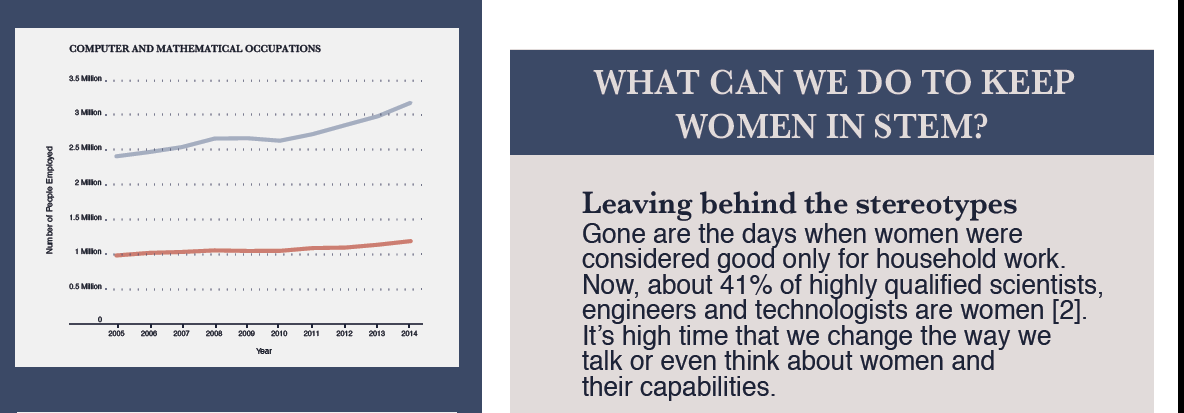 COMPUTER AND MATHEMATICAL OCCUPATIONS
3.5 Million
3 Million
2.5 Million
2 Million
1.5 Million
1 Million
0.5 Million
0
Number of People Employed
2005 2006 2007 2008 2009 2010 2011 2012 2013 2014
Year
WHAT CAN WE DO TO KEEP
WOMEN IN STEM?
Leaving behind the stereotypes
Gone are the days when women were
considered good only for household work.
Now, about 41% of highly qualified scientists,
engineers and technologists are women [2].
It's high time that we change the way we
talk or even think about women and
their capabilities.